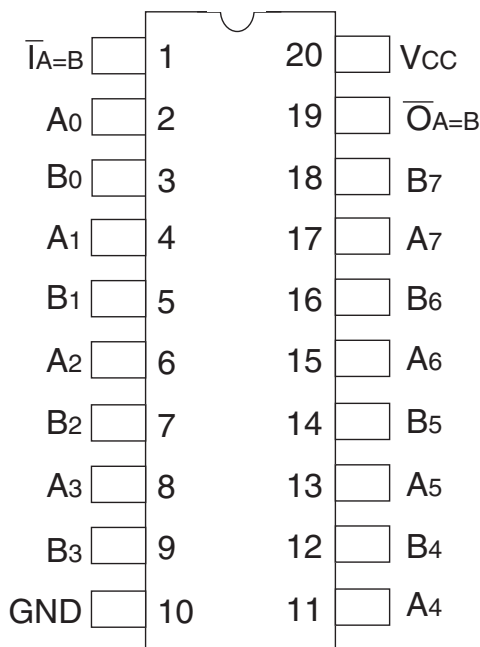 I̅A=B 1 20 VCC
A0 2 19 O̅A=B
B0 3 18 B7
A1 4 17 A7
B1 5 16 B6
A2 6 15 A6
B2 7 14 B5
A3 8 13 A5
B3 9 12 B4
GND 10 11 A4